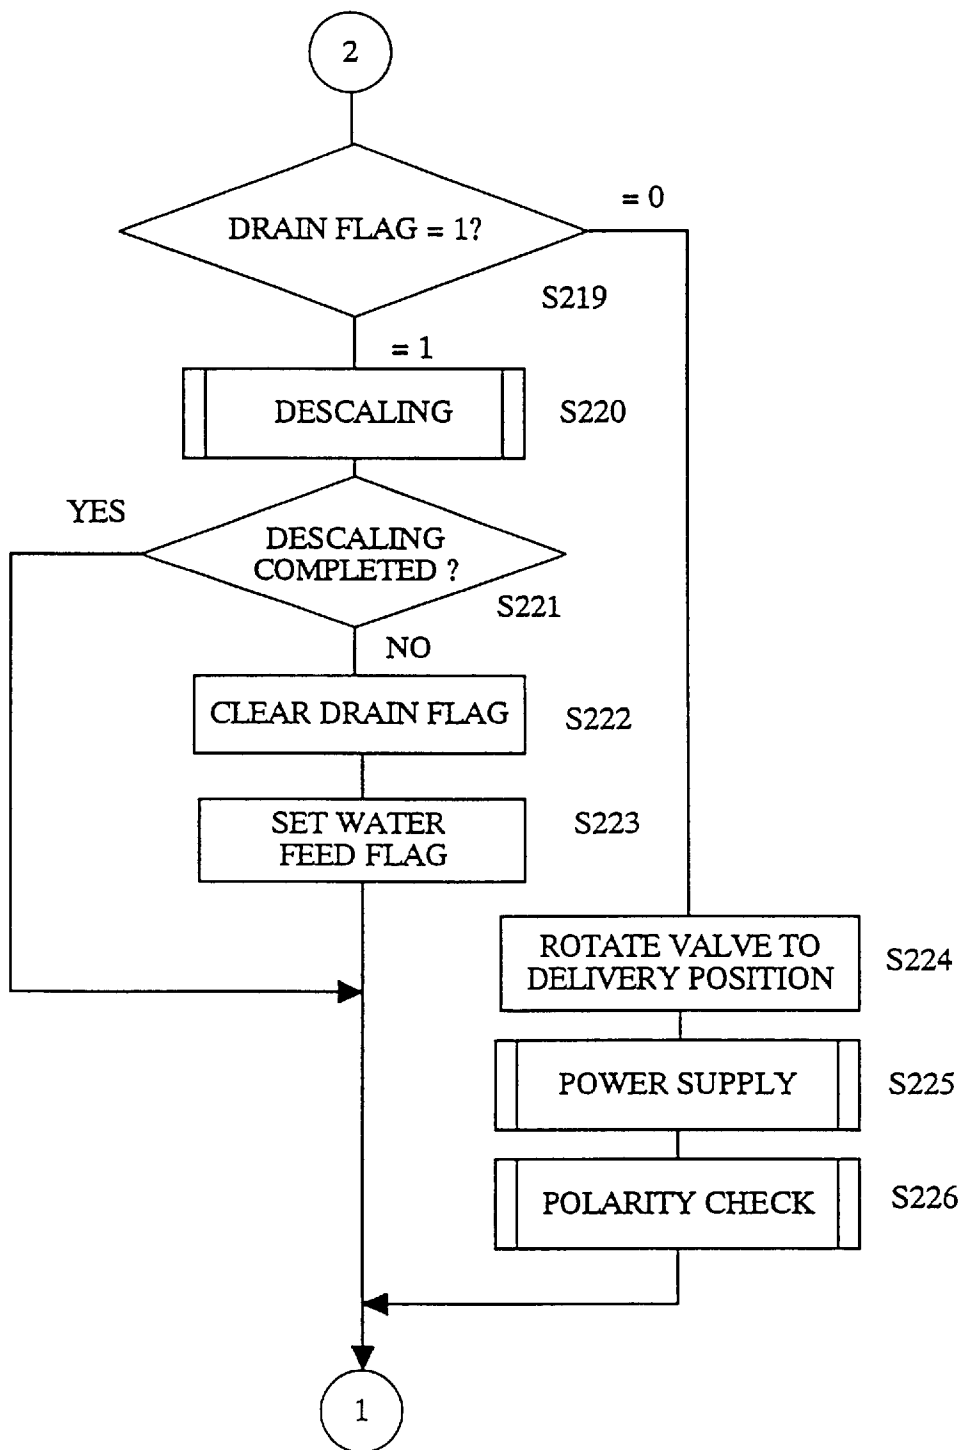 2
= 0
DRAIN FLAG = 1?
S219
= 1
DESCALING
S220
YES
DESCALING
COMPLETED ?
S221
NO
CLEAR DRAIN FLAG
S222
SET WATER
FEED FLAG
S223
ROTATE VALVE TO
DELIVERY POSITION
S224
POWER SUPPLY
S225
POLARITY CHECK
S226
1